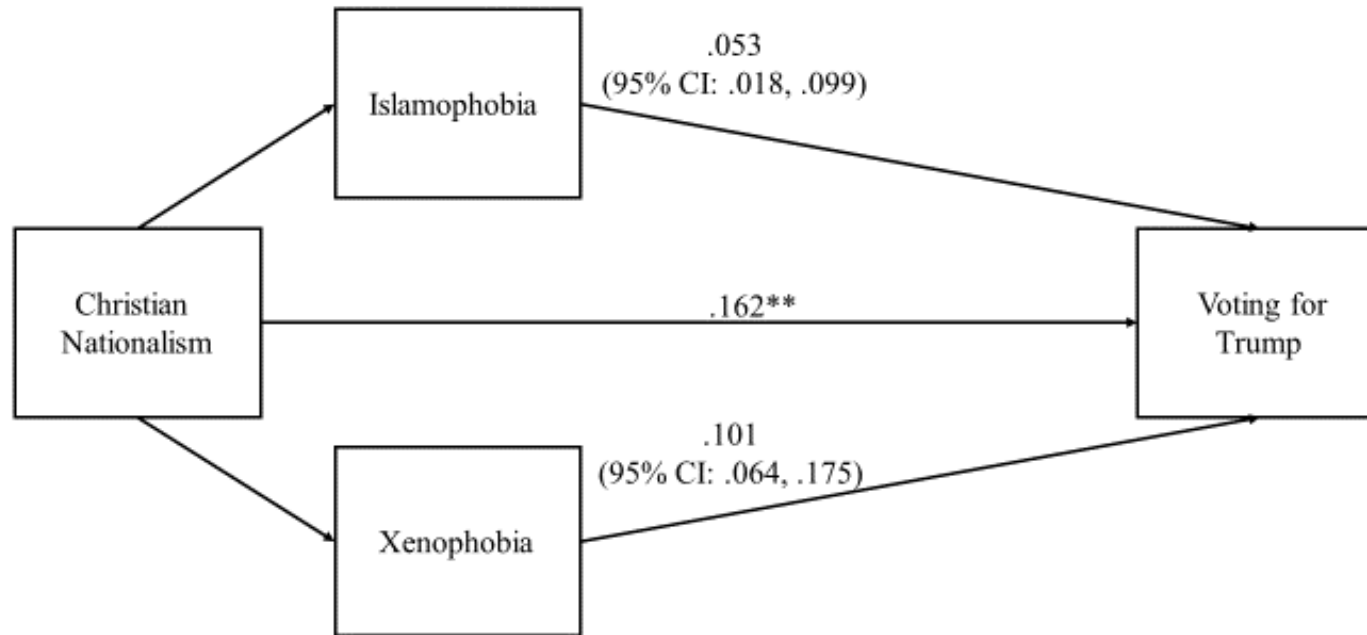 .053
(95% CI: .018, .099)
Islamophobia
Christian
Nationalism
.162**
Voting for
Trump
.101
(95% CI: .064, .175)
Xenophobia